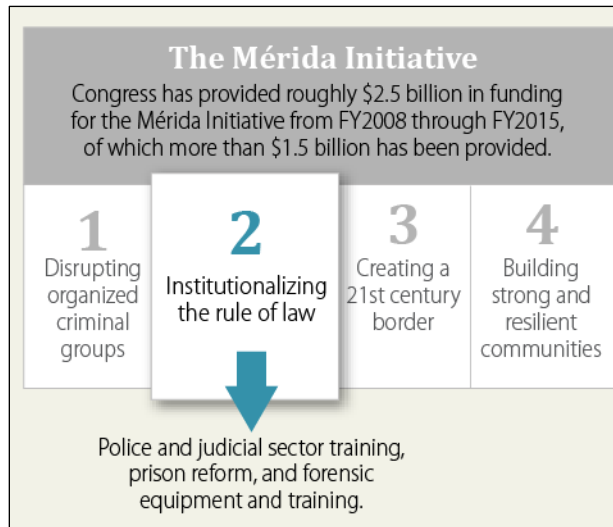 The Mérida Initiative
Congress has provided roughly $2.5 billion in funding
for the Mérida Initiative from FY2008 through FY2015,
of which more than $1.5 billion has been provided.
1
Disrupting
organized
criminal
groups
2
Institutionalizing
the rule of law
3
Creating a
21st century
border
4
Building
strong and
resilient
communities
Police and judicial sector training,
prison reform, and forensic
equipment and training.